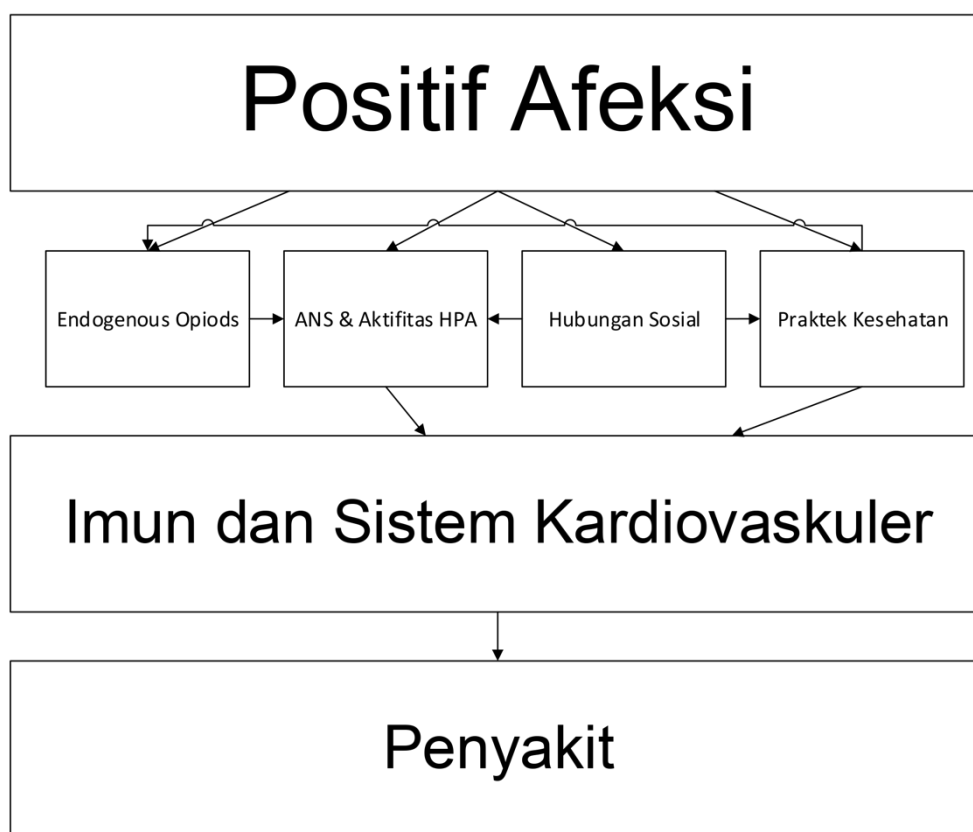 Positif Afeksi
Endogenous Opiods
ANS & Aktifitas HPA
Hubungan Sosial
Praktek Kesehatan
Imun dan Sistem Kardiovaskuler
Penyakit